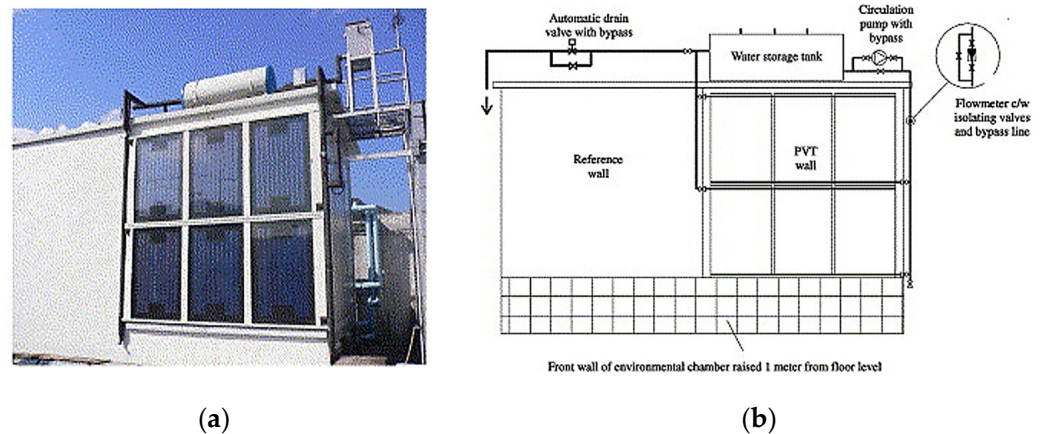 Automatic drain
valve with bypass
Circulation
pump with
bypass
Water storage tank
Flowmeter c/w
isolating valves
and bypass line
Reference
wall
PVT
wall
Front wall of environmental chamber raised 1 meter from floor level
(a)
(b)